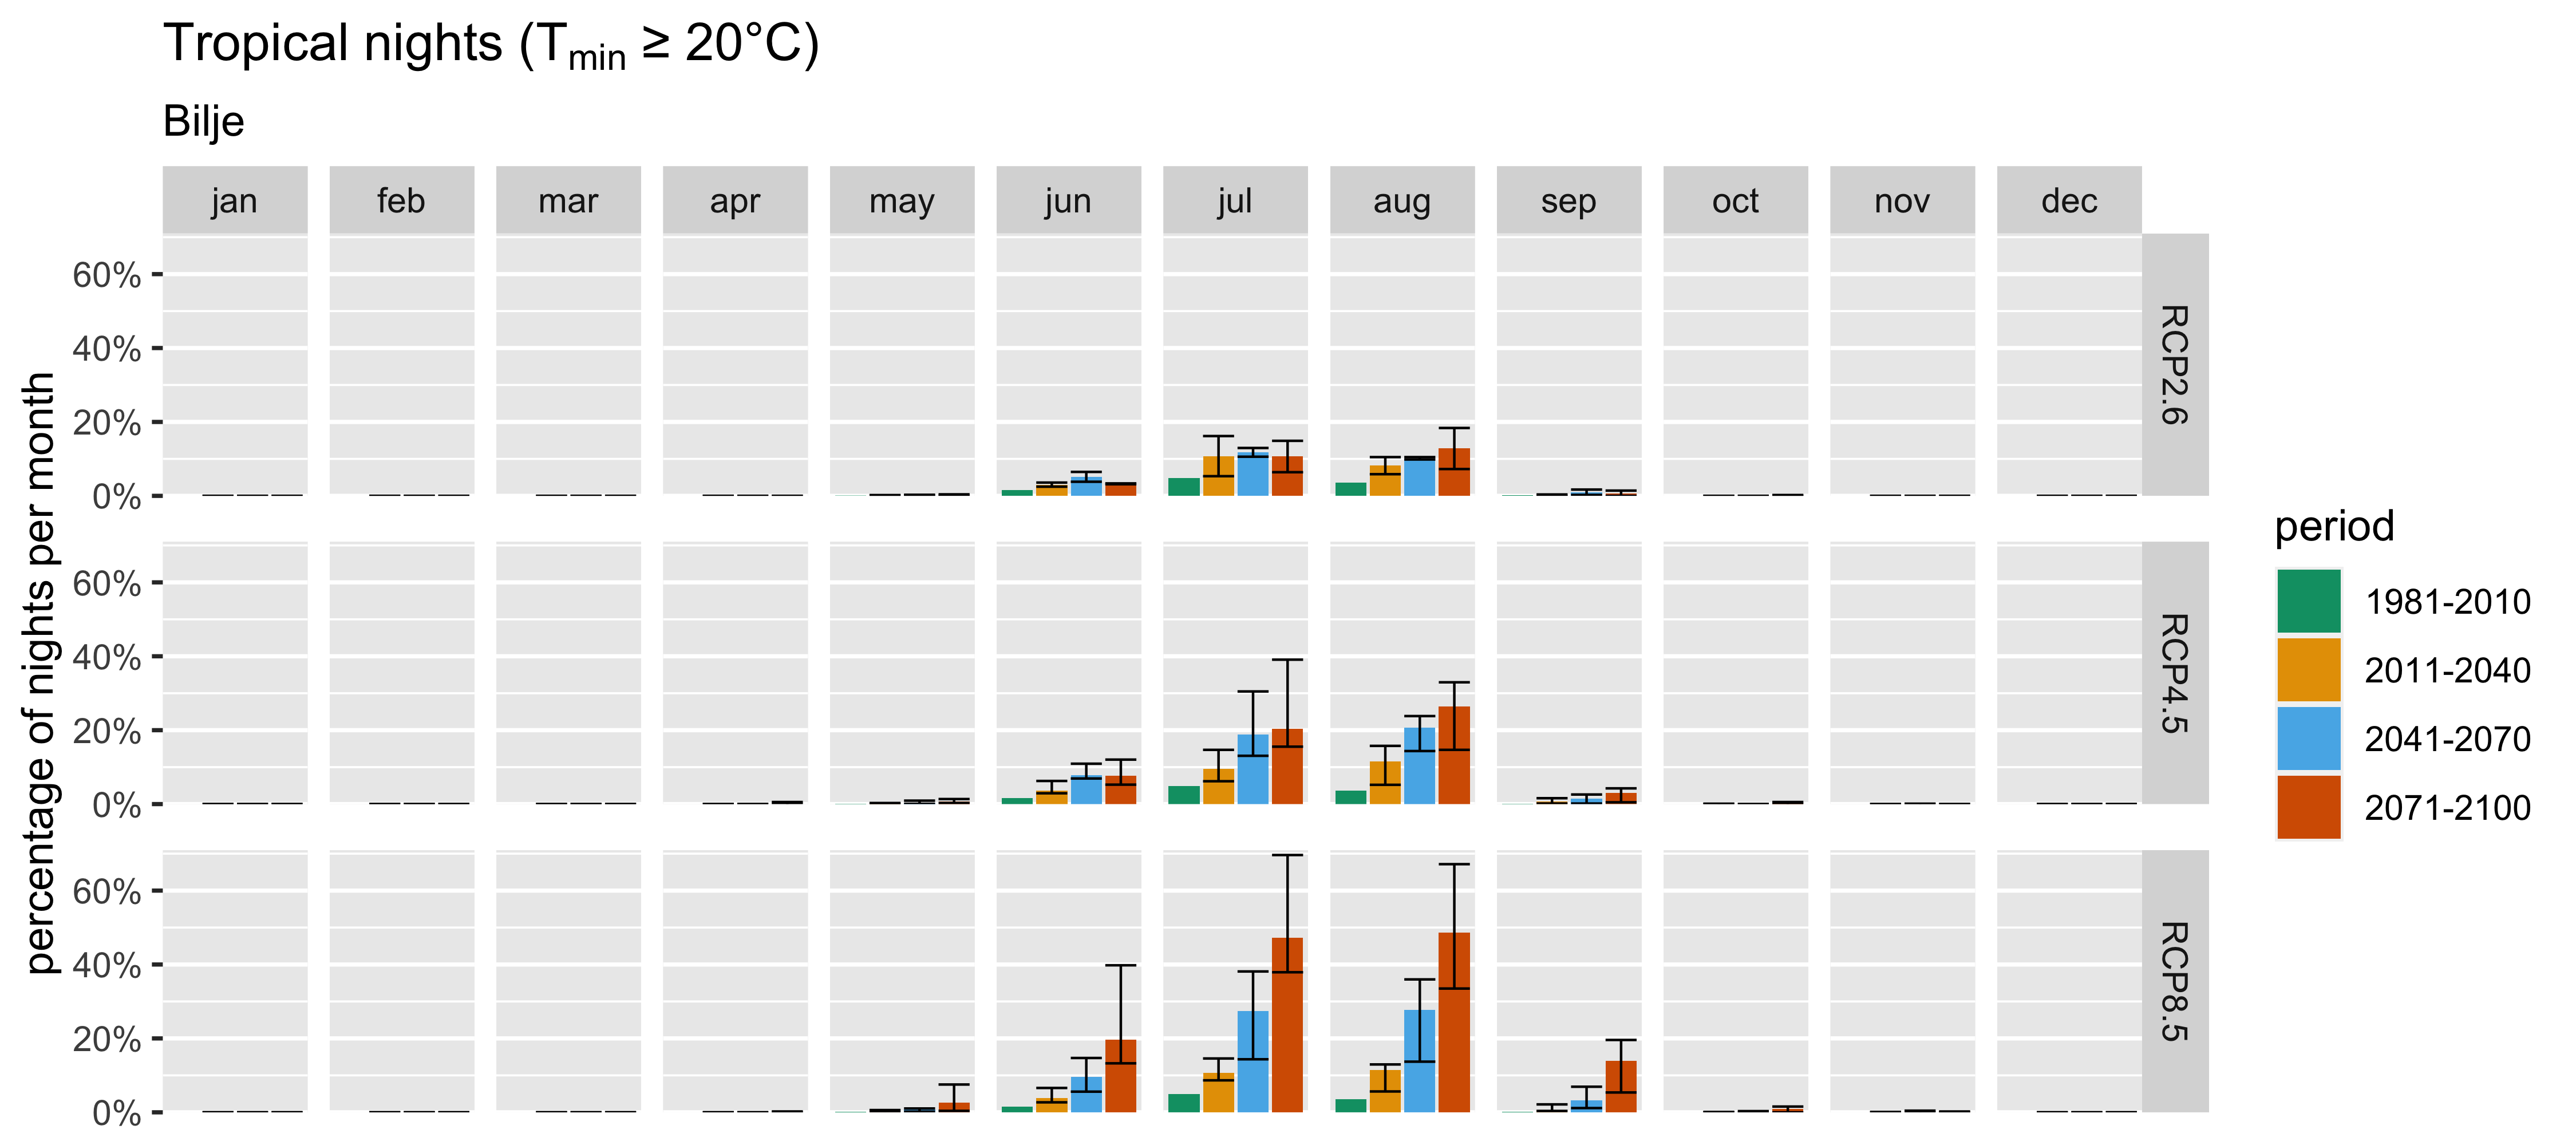 Tropical nights (Tmin ≥ 20°C)
Bilje
jan feb mar apr may jun jul aug sep oct nov dec
percentage of nights per month
60%
40%
20%
0%
RCP2.6
60%
40%
20%
0%
RCP4.5
60%
40%
20%
0%
RCP8.5
period
1981-2010
2011-2040
2041-2070
2071-2100